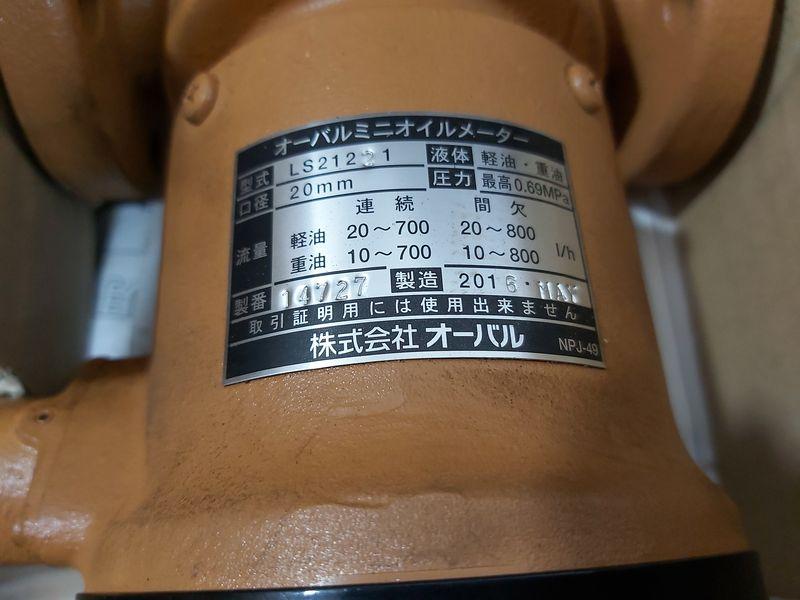 オーバルミニオイルメーター
型式 LS21221 液体 軽油・重油
口径 20mm 圧力 最高0.69MPa
連続 間欠
流量 軽油 20～700 20～800 l/h
重油 10～700 10～800
製番 14727 製造 2016・MAY
取引証明用には使用出来ません
株式会社 オーバル NPJ-49